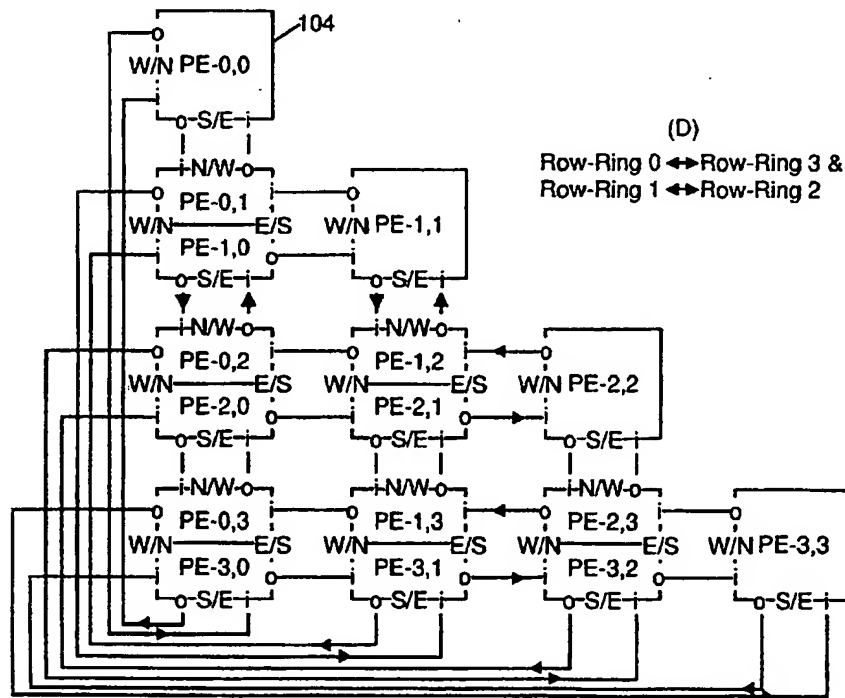 104
o
W/N PE-0,0
i
o-S/E-i
(D)
Row-Ring 0 ↔ Row-Ring 3 &
Row-Ring 1 ↔ Row-Ring 2
i-N/W-o
o PE-0,1 i o
W/N E/S W/N PE-1,1
i PE-1,0 o i
o-S/E-i o-S/E-i
i-N/W-o i-N/W-o
o PE-0,2 i o PE-1,2 i o
W/N E/S W/N E/S W/N PE-2,2
i PE-2,0 o i PE-2,1 o i
o-S/E-i o-S/E-i o-S/E-i
i-N/W-o i-N/W-o i-N/W-o
o PE-0,3 i o PE-1,3 i o PE-2,3 i o
W/N E/S W/N E/S W/N E/S W/N PE-3,3
i PE-3,0 o i PE-3,1 o i PE-3,2 o i
o-S/E-i o-S/E-i o-S/E-i o-S/E-i